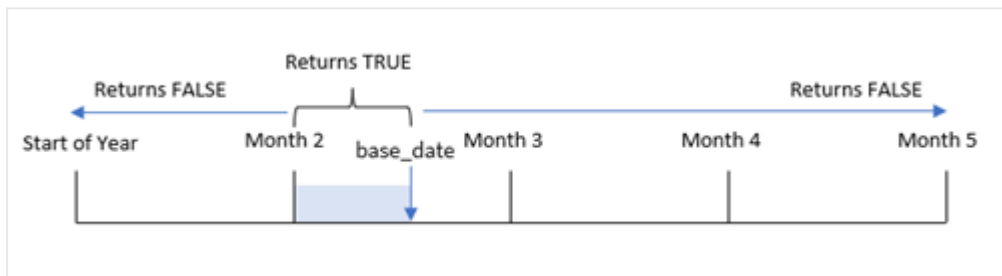 Returns TRUE
Returns FALSE
Returns FALSE
Start of Year
Month 2
base_date
Month 3
Month 4
Month 5